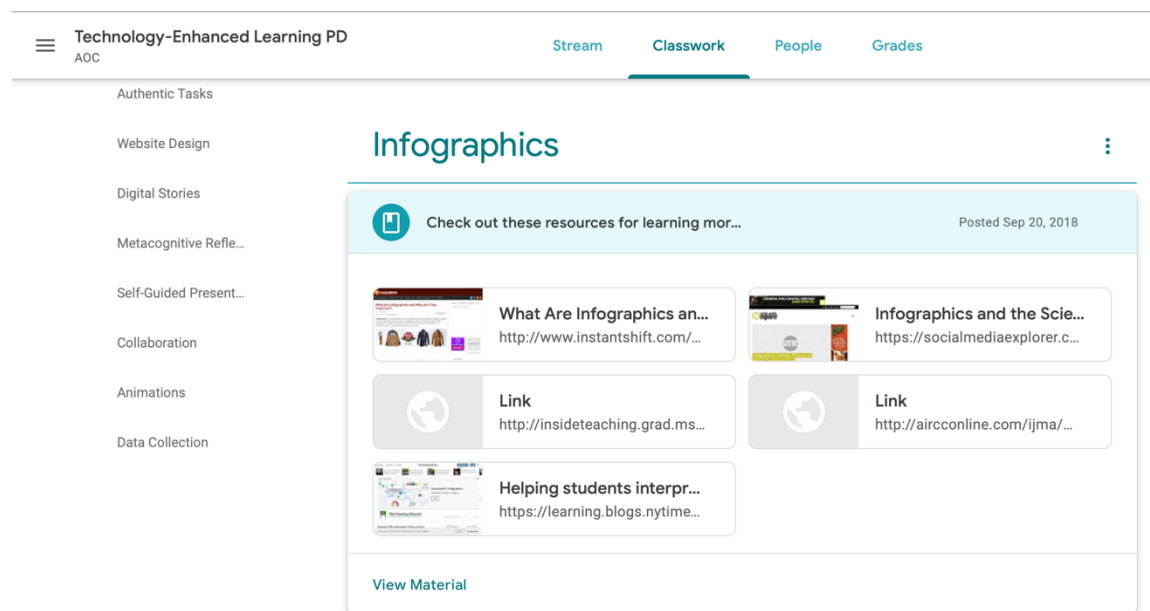 Technology-Enhanced Learning PD
AOC
Stream
Classwork
People
Grades
Authentic Tasks
Website Design
Digital Stories
Metacognitive Refle...
Self-Guided Present...
Collaboration
Animations
Data Collection
Infographics
Check out these resources for learning mor...
Posted Sep 20, 2018
What Are Infographics an...
http://www.instantshift.com/...
Infographics and the Scie...
https://socialmediaexplorer.c...
Link
http://insideteaching.grad.ms...
Link
http://aircconline.com/ijma/...
Helping students interpr...
https://learning.blogs.nytime...
View Material